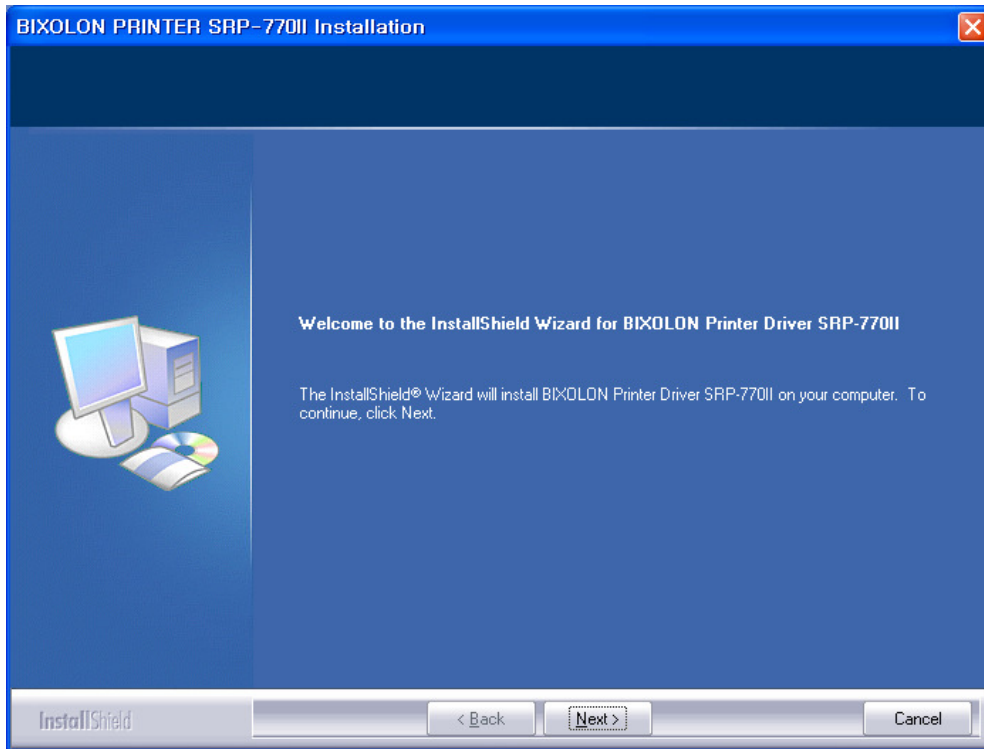 BIXOLON PRINTER SRP-770II Installation
Welcome to the InstallShield Wizard for BIXOLON Printer Driver SRP-770II
The InstallShield® Wizard will install BIXOLON Printer Driver SRP-770II on your computer. To
continue, click Next.
InstallShield
< Back
Next >
Cancel